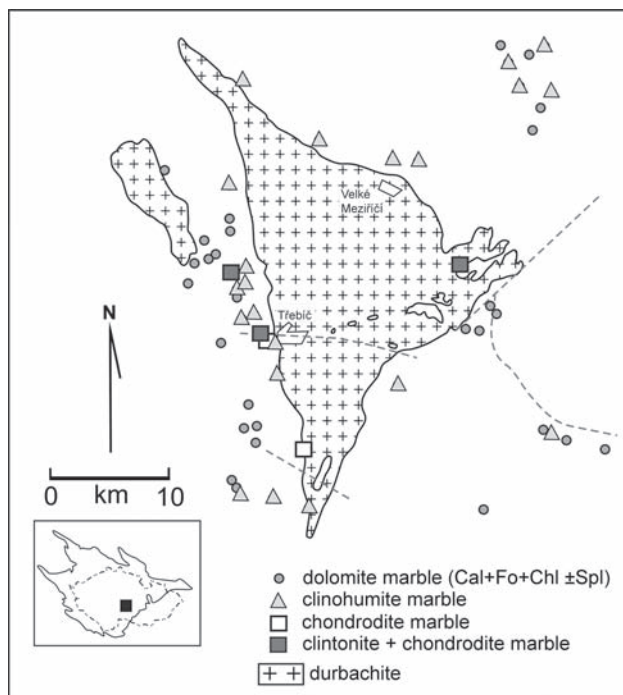 Velké
Meziříčí
Třebíč
N
0 10
km
dolomite marble (Cal+Fo+Chl ±Spl)
clinohumite marble
chondrodite marble
clintonite + chondrodite marble
durbachite